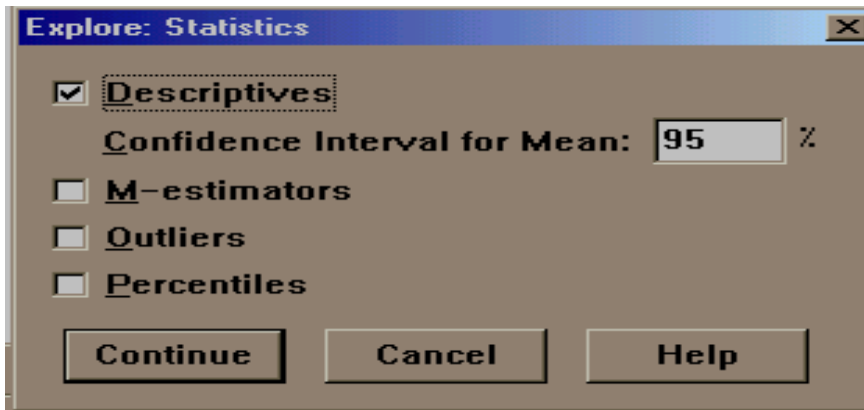 Explore: Statistics
Descriptives
Confidence Interval for Mean: 95 %
M-estimators
Outliers
Percentiles
Continue Cancel Help